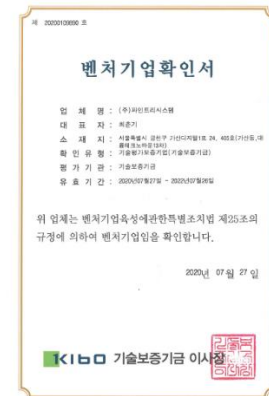 제 20200109890 호
벤처기업확인서
업 체 명 : (주)파인트리시스템
대 표 자 : 최준기
소 재 지 : 서울특별시 금천구 가산디지털1로 24, 405호(가산동,대
륭테크노타운13차)
확 인 유 형 : 기술평가보증기업(기술보증기금)
평 가 기 관 : 기술보증기금
유 효 기 간 : 2020년07월27일 ~ 2022년07월26일
위 업체는 벤처기업육성에관한특별조치법 제25조의
규정에 의하여 벤처기업임을 확인합니다.
2020년 07월 27일
KIBO 기술보증기금 이사장